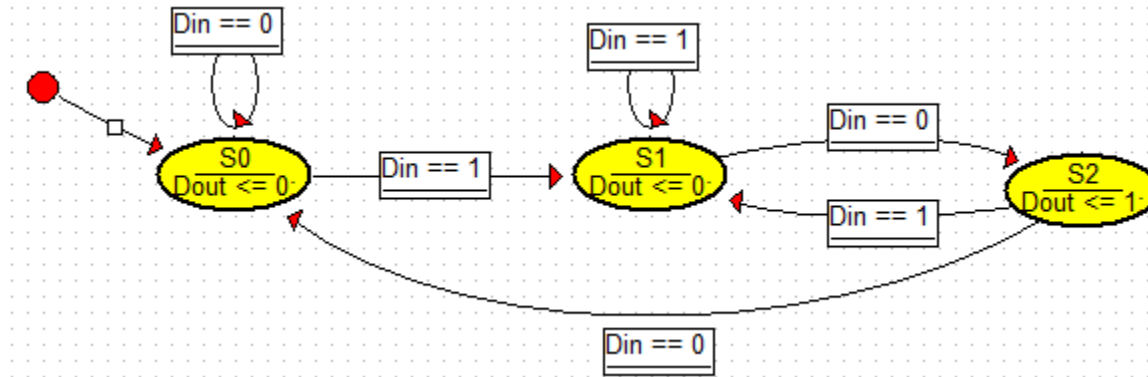 Din == 0
Din == 1
S0
Dout <= 0
Din == 1
S1
Dout <= 0
Din == 0
Din == 1
S2
Dout <= 1
Din == 0